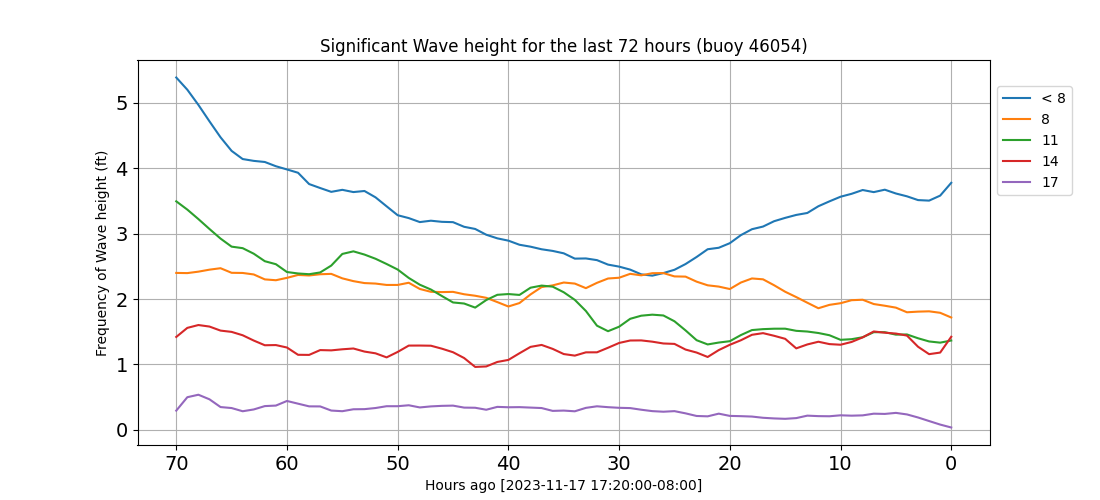 Significant Wave height for the last 72 hours (buoy 46054)
Frequency of Wave height (ft)
5
4
3
2
1
0
70 60 50 40 30 20 10 0
Hours ago [2023-11-17 17:20:00-08:00]
< 8
8
11
14
17